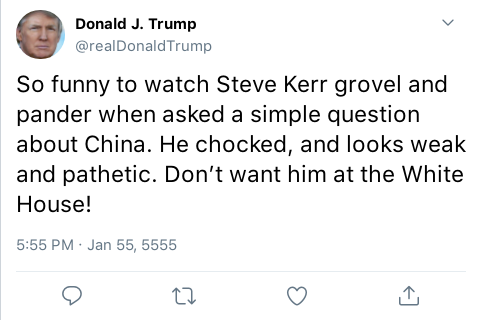 Donald J. Trump
@realDonaldTrump
So funny to watch Steve Kerr grovel and
pander when asked a simple question
about China. He chocked, and looks weak
and pathetic. Don’t want him at the White
House!
5:55 PM · Jan 55, 5555